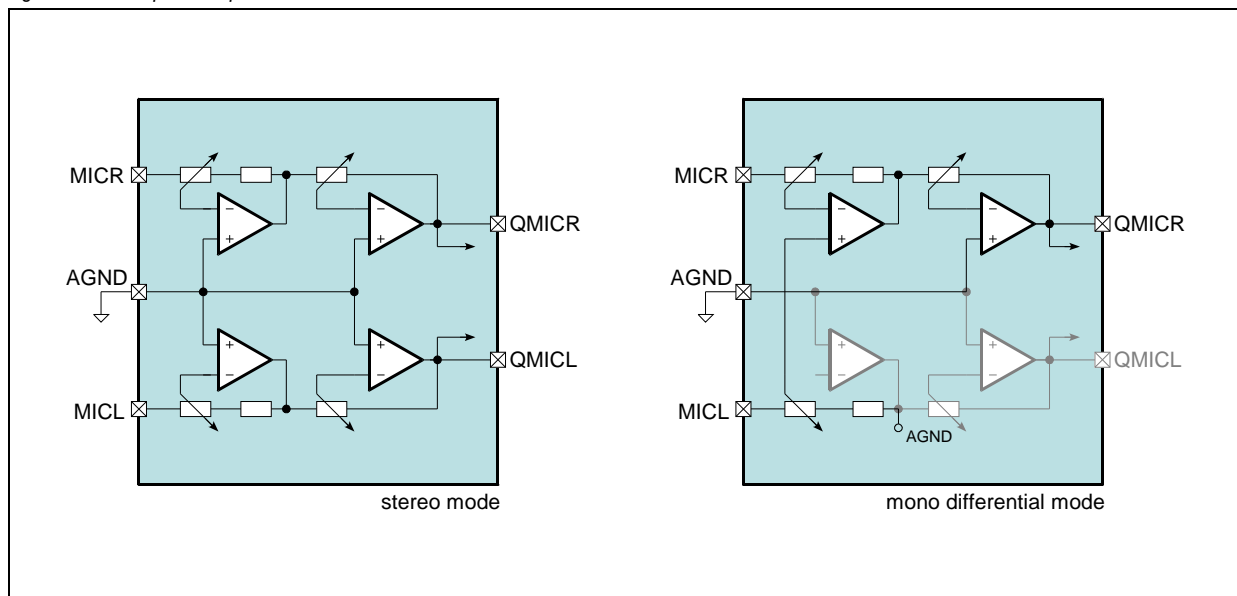 MICR
QMICR
AGND
QMICL
MICL
stereo mode
MICR
QMICR
AGND
QMICL
MICL
AGND
mono differential mode